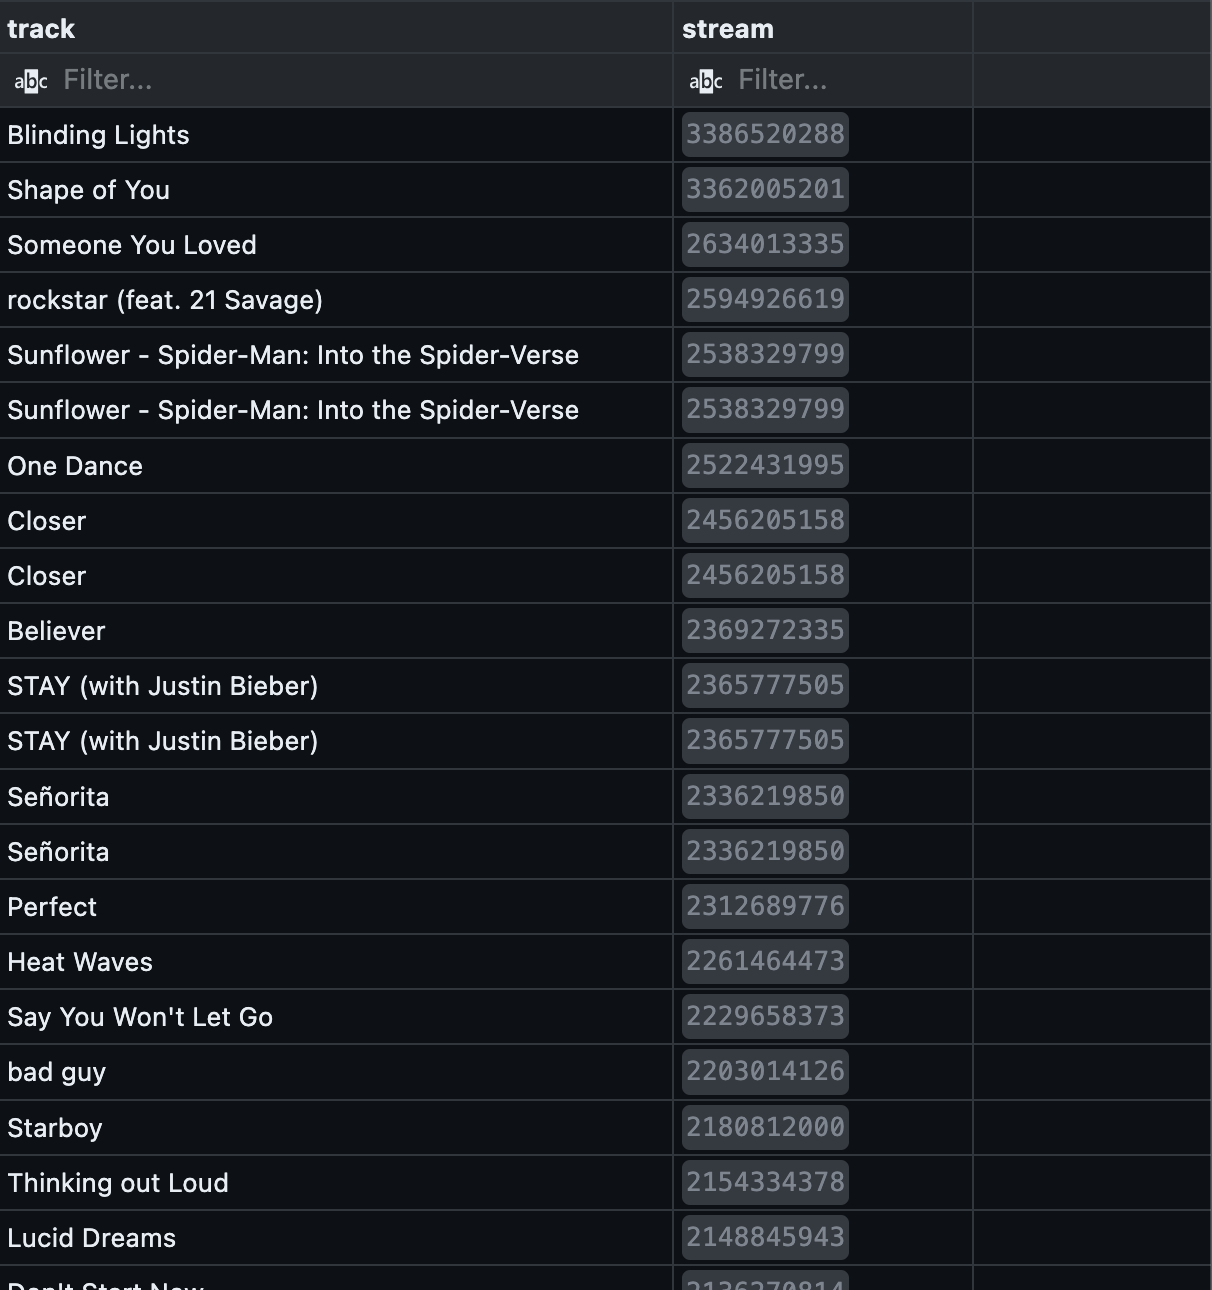 track stream
abc Filter... abc Filter...
Blinding Lights 3386520288
Shape of You 3362005201
Someone You Loved 2634013335
rockstar (feat. 21 Savage) 2594926619
Sunflower - Spider-Man: Into the Spider-Verse 2538329799
Sunflower - Spider-Man: Into the Spider-Verse 2538329799
One Dance 2522431995
Closer 2456205158
Closer 2456205158
Believer 2369272335
STAY (with Justin Bieber) 2365777505
STAY (with Justin Bieber) 2365777505
Señorita 2336219850
Señorita 2336219850
Perfect 2312689776
Heat Waves 2261464473
Say You Won't Let Go 2229658373
bad guy 2203014126
Starboy 2180812000
Thinking out Loud 2154334378
Lucid Dreams 2148845943
Don't Start Now 2136270814